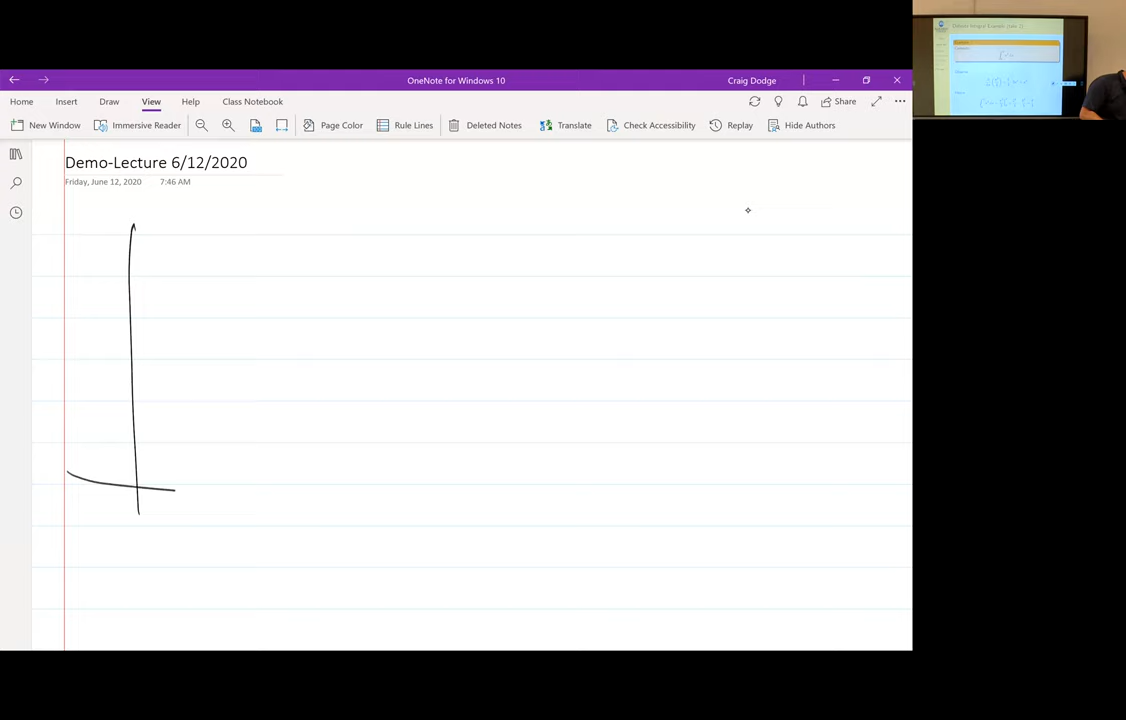 OneNote for Windows 10
Craig Dodge
Home Insert Draw View Help Class Notebook
Share
New Window Immersive Reader Page Color Rule Lines Deleted Notes Translate Check Accessibility Replay Hide Authors
Demo-Lecture 6/12/2020
Friday, June 12, 2020 7:46 AM